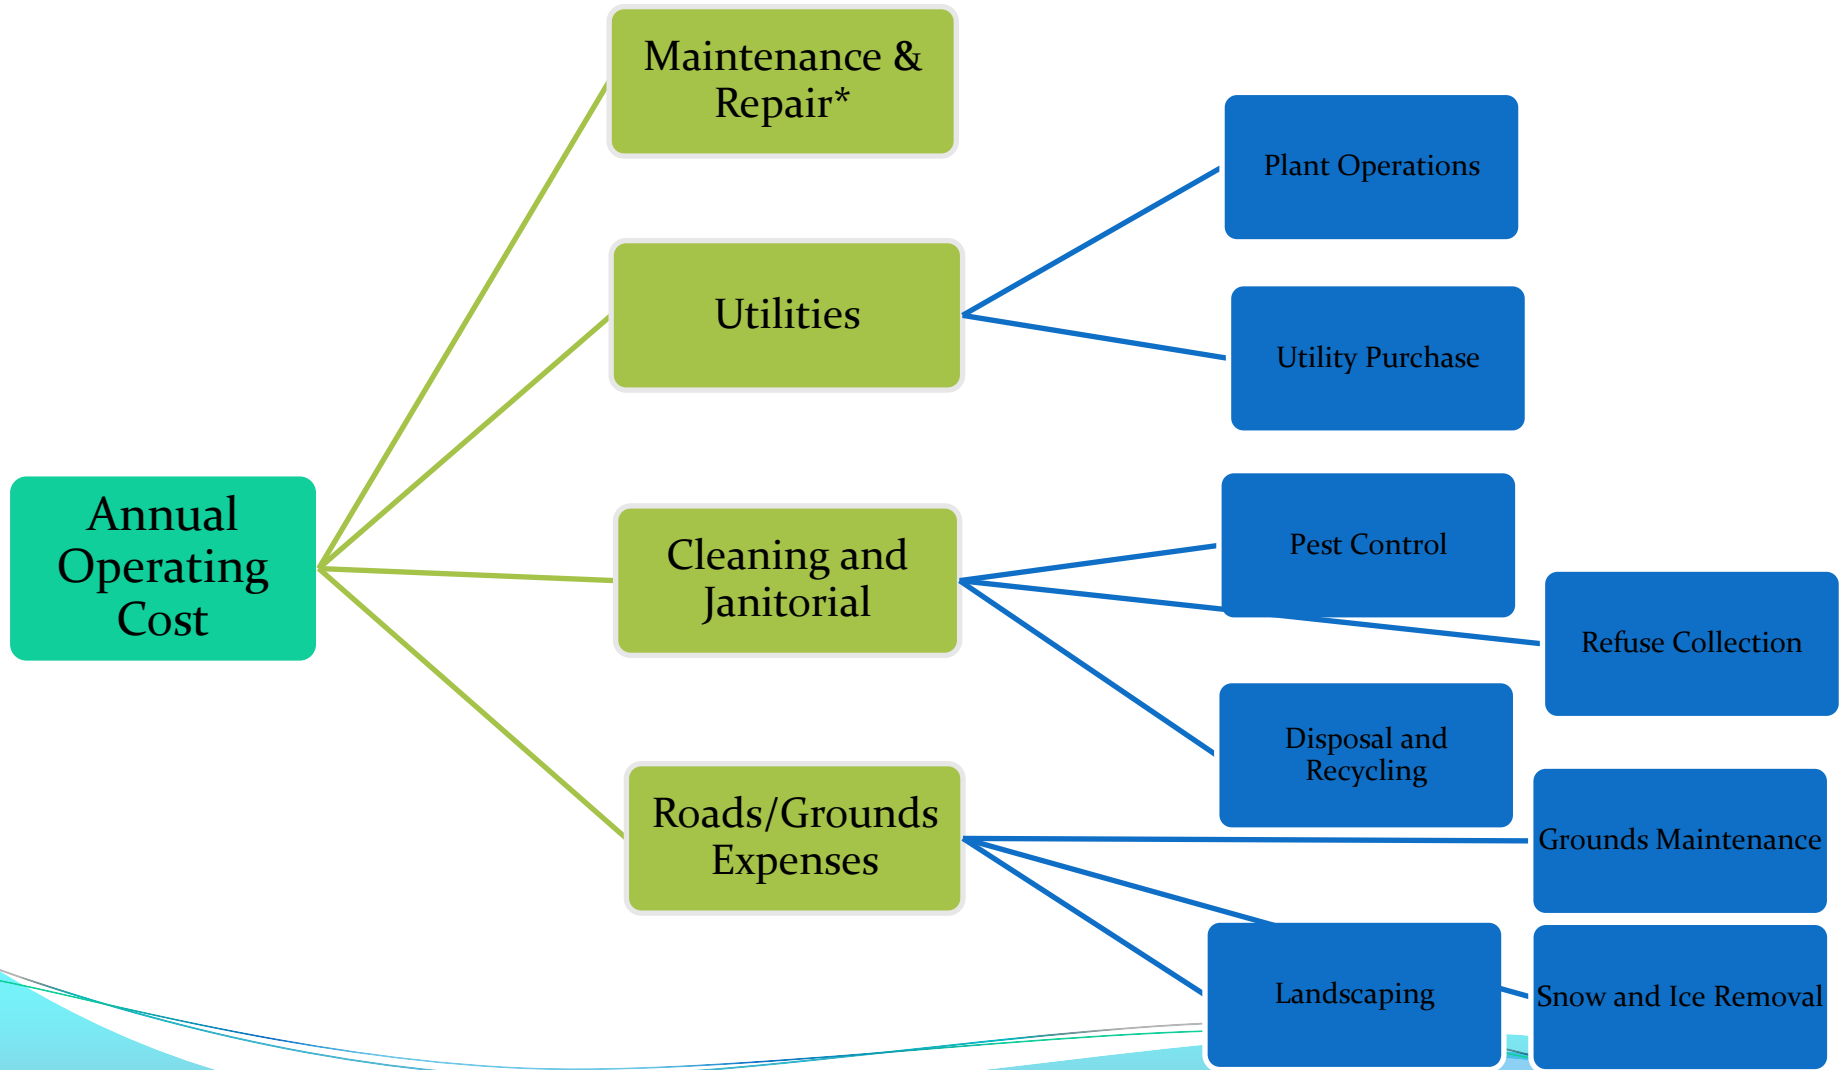 Maintenance &
Repair*
Plant Operations
Utilities
Utility Purchase
Annual
Operating
Cost
Cleaning and
Janitorial
Pest Control
Refuse Collection
Disposal and
Recycling
Roads/Grounds
Expenses
Grounds Maintenance
Landscaping
Snow and Ice Removal